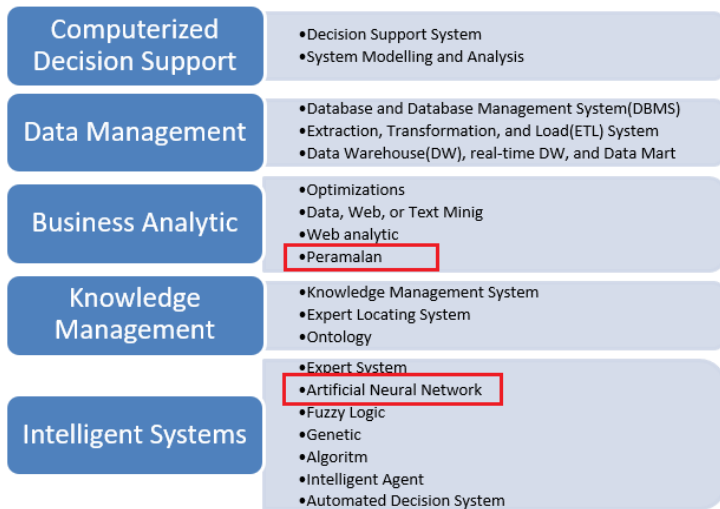 Computerized
Decision Support
•Decision Support System
•System Modelling and Analysis
Data Management
•Database and Database Management System(DBMS)
•Extraction, Transformation, and Load(ETL) System
•Data Warehouse(DW), real-time DW, and Data Mart
Business Analytic
•Optimizations
•Data, Web, or Text Minig
•Web analytic
•Peramalan
Knowledge
Management
•Knowledge Management System
•Expert Locating System
•Ontology
Intelligent Systems
•Expert System
•Artificial Neural Network
•Fuzzy Logic
•Genetic
•Algoritm
•Intelligent Agent
•Automated Decision System